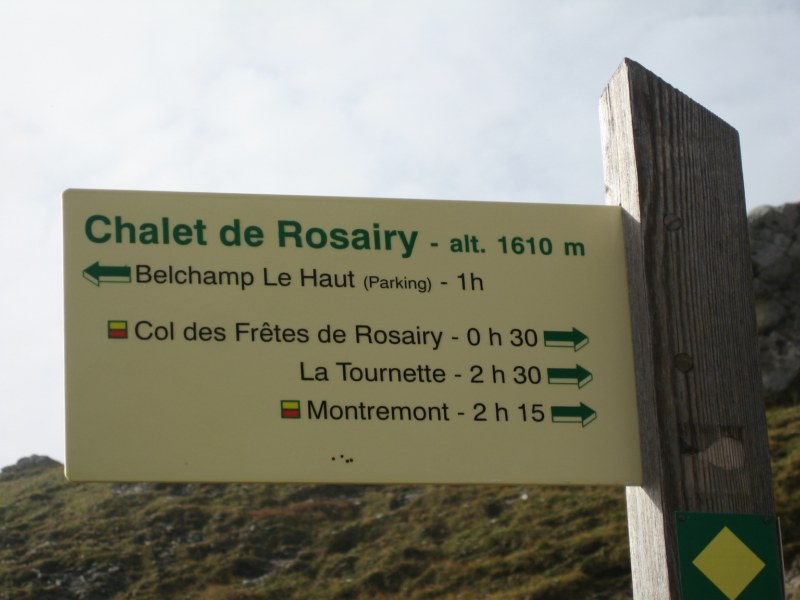 Chalet de Rosairy - alt. 1610 m
Belchamp Le Haut (Parking) - 1h
Col des Frêtes de Rosairy - 0 h 30
La Tournette - 2 h 30
Montremont - 2 h 15